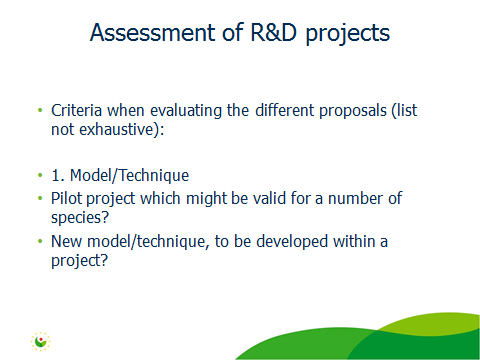 Assessment of R&D projects
• Criteria when evaluating the different proposals (list
not exhaustive):
• 1. Model/Technique
• Pilot project which might be valid for a number of
species?
• New model/technique, to be developed within a
project?